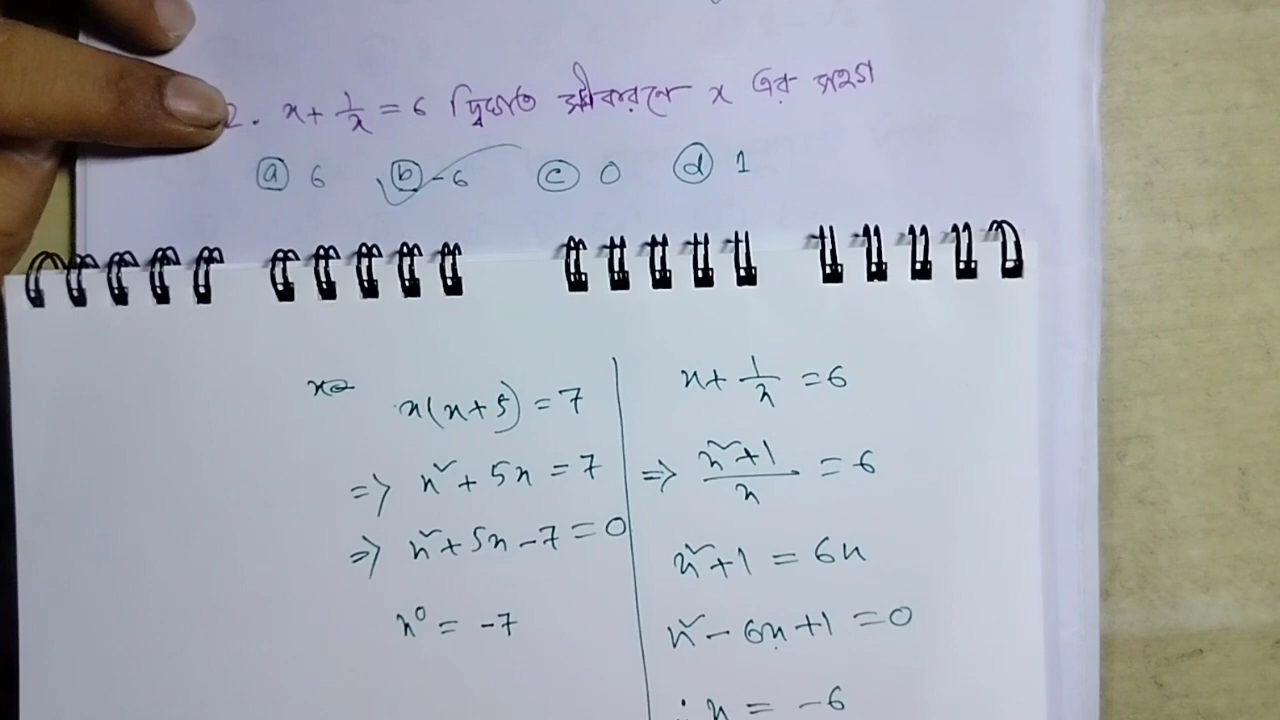 2. x + 1/x = 6 দ্বিঘাত সমীকরণে x এর সহগ
ⓐ 6 ⓑ -6 ⓒ 0 ⓓ 1
x(x+5) = 7
⇒ x² + 5x = 7
⇒ x² + 5x - 7 = 0
x⁰ = -7
x + 1/x = 6
⇒ (x²+1)/x = 6
x² + 1 = 6x
x² - 6x + 1 = 0
∴ x = -6